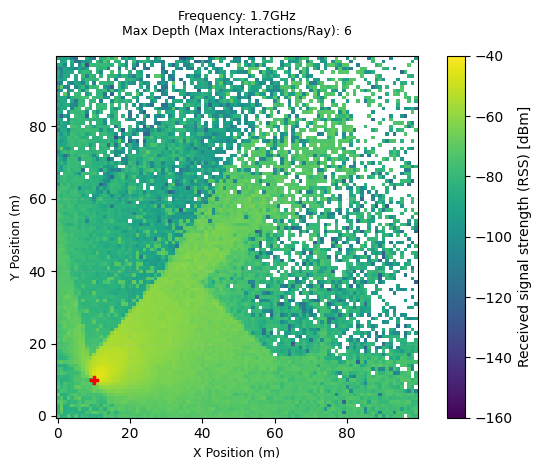 Frequency: 1.7GHz
Max Depth (Max Interactions/Ray): 6
80
60
40
20
0
Y Position (m)
0 20 40 60 80
X Position (m)
−40
−60
−80
−100
−120
−140
−160
Received signal strength (RSS) [dBm]